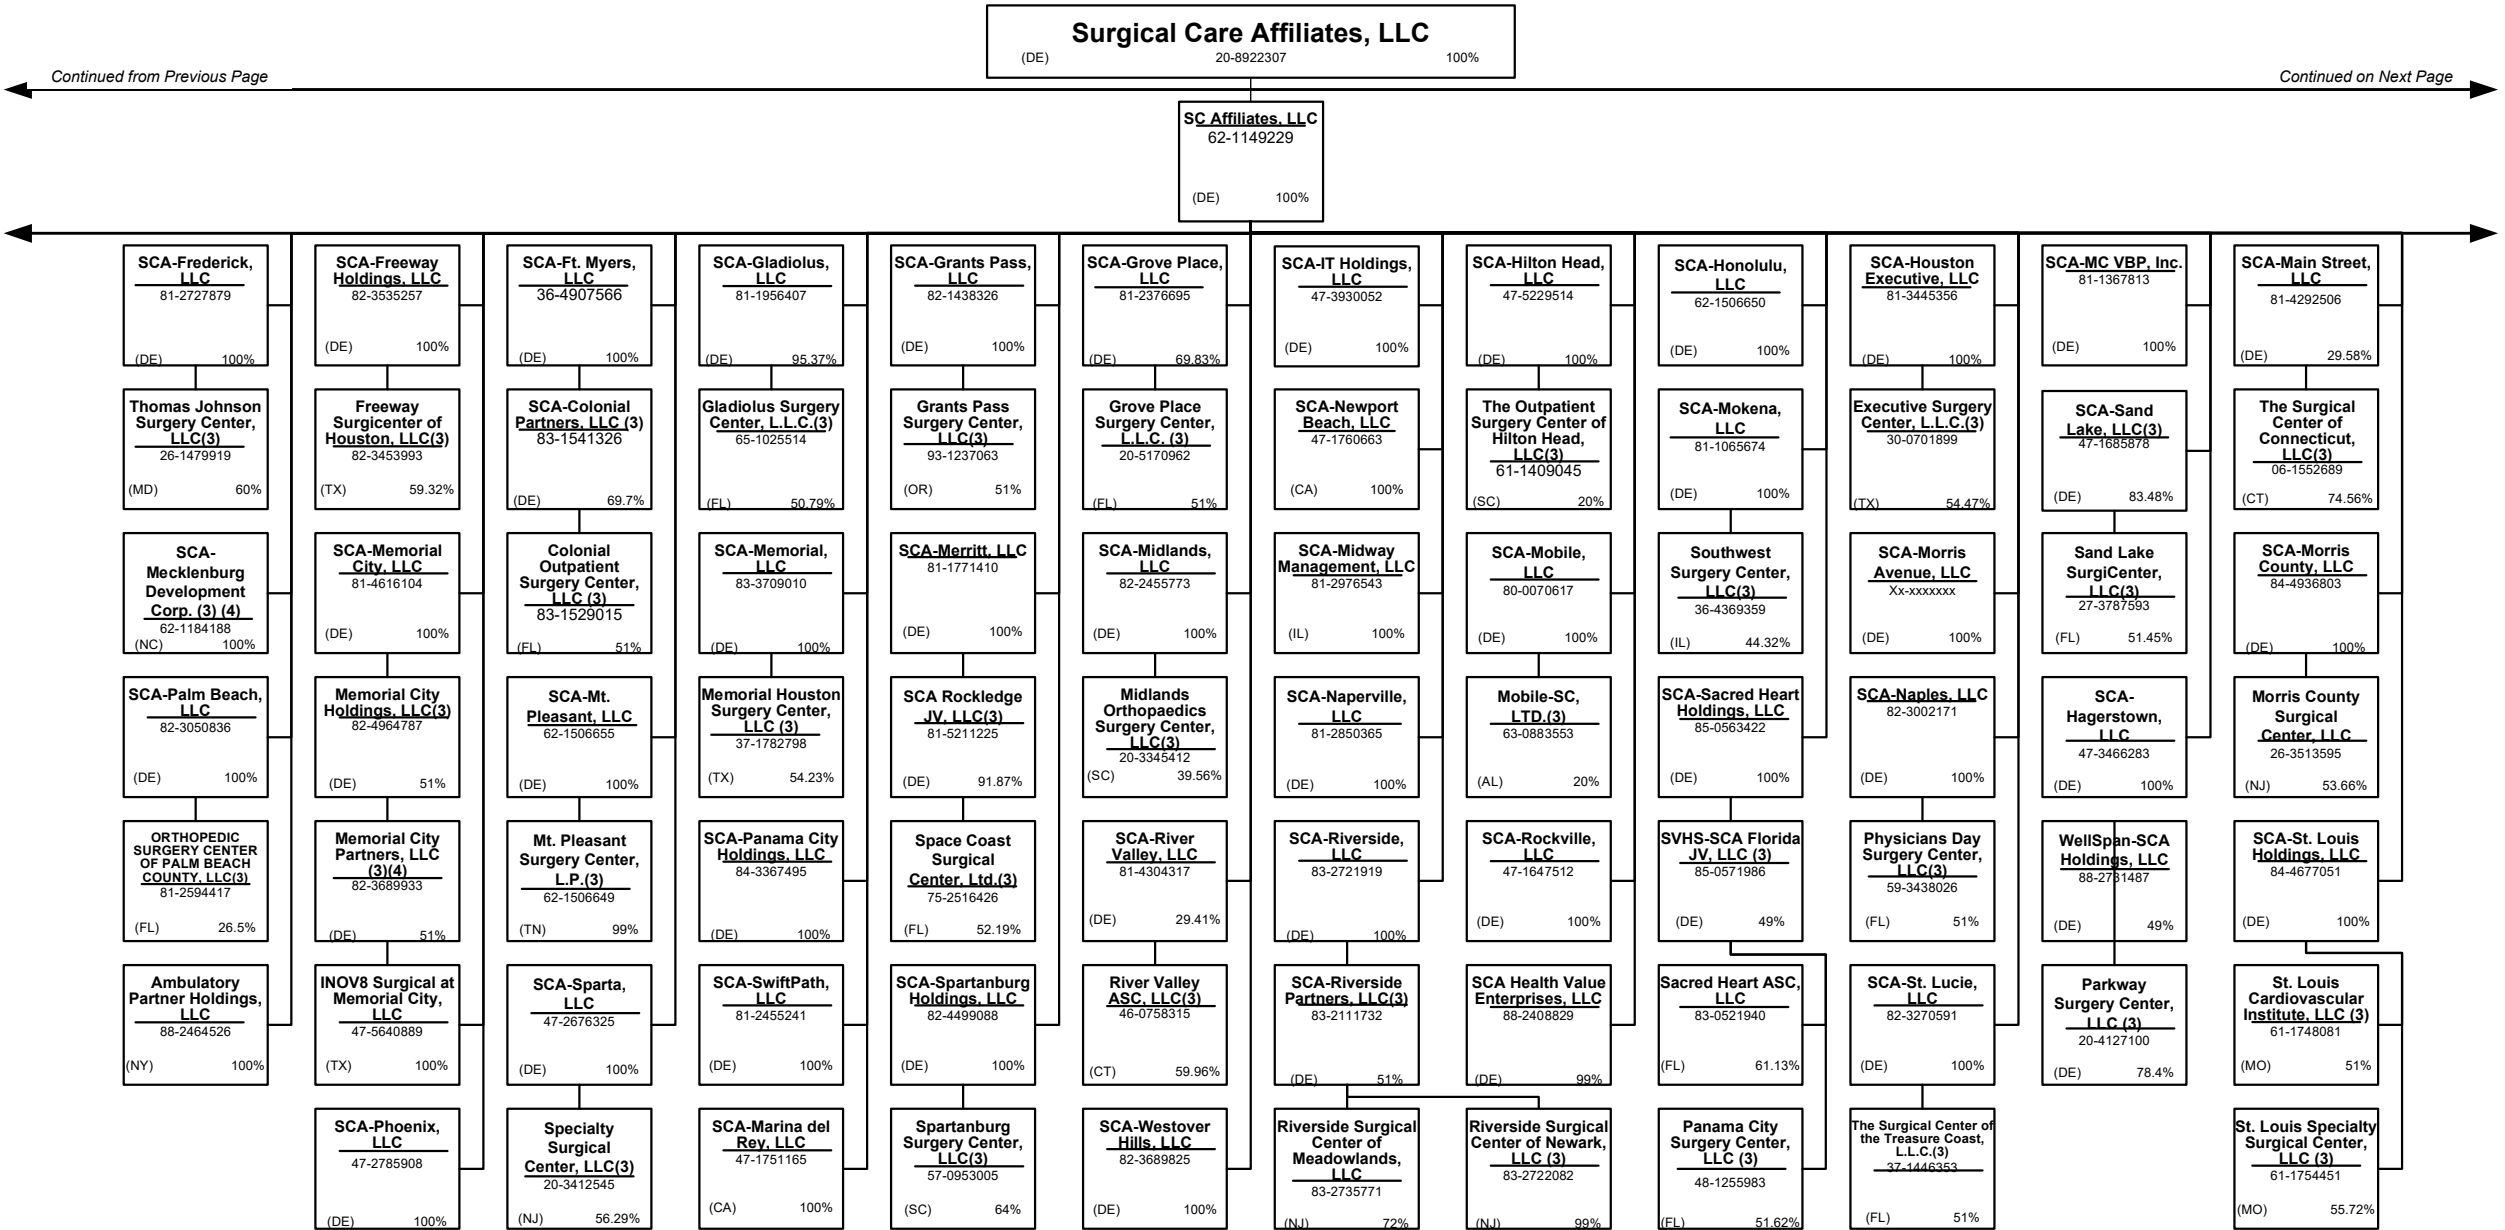 Surgical Care Affiliates, LLC
(DE) 20-8922307 100%
Continued from Previous Page
Continued on Next Page
SC Affiliates, LLC
62-1149229
(DE) 100%
SCA-Frederick,
LLC
81-2727879
(DE) 100%
SCA-Freeway
Holdings, LLC
82-3535257
(DE) 100%
SCA-Ft. Myers,
LLC
36-4907566
(DE) 100%
SCA-Gladiolus,
LLC
81-1956407
(DE) 95.37%
SCA-Grants Pass,
LLC
82-1438326
(DE) 100%
SCA-Grove Place,
LLC
81-2376695
(DE) 69.83%
SCA-IT Holdings,
LLC
47-3930052
(DE) 100%
SCA-Hilton Head,
LLC
47-5229514
(DE) 100%
SCA-Honolulu,
LLC
62-1506650
(DE) 100%
SCA-Houston
Executive, LLC
81-3445356
(DE) 100%
SCA-MC VBP, Inc.
81-1367813
(DE) 100%
SCA-Main Street,
LLC
81-4292506
(DE) 29.58%
Thomas Johnson
Surgery Center,
LLC(3)
26-1479919
(MD) 60%
Freeway
Surgicenter of
Houston, LLC(3)
82-3453993
(TX) 59.32%
SCA-Colonial
Partners, LLC (3)
83-1541326
(DE) 69.7%
Gladiolus Surgery
Center, L.L.C.(3)
65-1025514
(FL) 50.79%
Grants Pass
Surgery Center,
LLC(3)
93-1237063
(OR) 51%
Grove Place
Surgery Center,
L.L.C. (3)
20-5170962
(FL) 51%
SCA-Newport
Beach, LLC
47-1760663
(CA) 100%
The Outpatient
Surgery Center of
Hilton Head,
LLC(3)
61-1409045
(SC) 20%
SCA-Mokena,
LLC
81-1065674
(DE) 100%
Executive Surgery
Center, L.L.C.(3)
30-0701899
(TX) 54.47%
SCA-Sand
Lake, LLC(3)
47-1685878
(DE) 83.48%
The Surgical
Center of
Connecticut,
LLC(3)
06-1552689
(CT) 74.56%
SCA-
Mecklenburg
Development
Corp. (3) (4)
62-1184188
(NC) 100%
SCA-Memorial
City, LLC
81-4616104
(DE) 100%
Colonial
Outpatient
Surgery Center,
LLC (3)
83-1529015
(FL) 51%
SCA-Memorial,
LLC
83-3709010
(DE) 100%
SCA-Merritt, LLC
81-1771410
(DE) 100%
SCA-Midlands,
LLC
82-2455773
(DE) 100%
SCA-Midway
Management, LLC
81-2976543
(IL) 100%
SCA-Mobile,
LLC
80-0070617
(DE) 100%
Southwest
Surgery Center,
LLC(3)
36-4369359
(IL) 44.32%
SCA-Morris
Avenue, LLC
Xx-xxxxxxx
(DE) 100%
Sand Lake
SurgiCenter,
LLC(3)
27-3787593
(FL) 51.45%
SCA-Morris
County, LLC
84-4936803
(DE) 100%
SCA-Palm Beach,
LLC
82-3050836
(DE) 100%
Memorial City
Holdings, LLC(3)
82-4964787
(DE) 51%
SCA-Mt.
Pleasant, LLC
62-1506655
(DE) 100%
Memorial Houston
Surgery Center,
LLC (3)
37-1782798
(TX) 54.23%
SCA Rockledge
JV, LLC(3)
81-5211225
(DE) 91.87%
Midlands
Orthopaedics
Surgery Center,
LLC(3)
20-3345412
(SC) 39.56%
SCA-Naperville,
LLC
81-2850365
(DE) 100%
Mobile-SC,
LTD.(3)
63-0883553
(AL) 20%
SCA-Sacred Heart
Holdings, LLC
85-0563422
(DE) 100%
SCA-Naples, LLC
82-3002171
(DE) 100%
SCA-
Hagerstown,
LLC
47-3466283
(DE) 100%
Morris County
Surgical
Center, LLC
26-3513595
(NJ) 53.66%
ORTHOPEDIC
SURGERY CENTER
OF PALM BEACH
COUNTY, LLC(3)
81-2594417
(FL) 26.5%
Memorial City
Partners, LLC
(3)(4)
82-3689933
(DE) 51%
Mt. Pleasant
Surgery Center,
L.P.(3)
62-1506649
(TN) 99%
SCA-Panama City
Holdings, LLC
84-3367495
(DE) 100%
Space Coast
Surgical
Center, Ltd.(3)
75-2516426
(FL) 52.19%
SCA-River
Valley, LLC
81-4304317
(DE) 29.41%
SCA-Riverside,
LLC
83-2721919
(DE) 100%
SCA-Rockville,
LLC
47-1647512
(DE) 100%
SVHS-SCA Florida
JV, LLC (3)
85-0571986
(DE) 49%
Physicians Day
Surgery Center,
LLC(3)
59-3438026
(FL) 51%
WellSpan-SCA
Holdings, LLC
88-2731487
(DE) 49%
SCA-St. Louis
Holdings, LLC
84-4677051
(DE) 100%
Ambulatory
Partner Holdings,
LLC
88-2464526
(NY) 100%
INOV8 Surgical at
Memorial City,
LLC
47-5640889
(TX) 100%
SCA-Sparta,
LLC
47-2676325
(DE) 100%
SCA-SwiftPath,
LLC
81-2455241
(DE) 100%
SCA-Spartanburg
Holdings, LLC
82-4499088
(DE) 100%
River Valley
ASC, LLC(3)
46-0758315
(CT) 59.96%
SCA-Riverside
Partners, LLC(3)
83-2111732
(DE) 51%
SCA Health Value
Enterprises, LLC
88-2408829
(DE) 99%
Sacred Heart ASC,
LLC
83-0521940
(FL) 61.13%
SCA-St. Lucie,
LLC
82-3270591
(DE) 100%
Parkway
Surgery Center,
LLC (3)
20-4127100
(DE) 78.4%
St. Louis
Cardiovascular
Institute, LLC (3)
61-1748081
(MO) 51%
SCA-Phoenix,
LLC
47-2785908
(DE) 100%
Specialty
Surgical
Center, LLC(3)
20-3412545
(NJ) 56.29%
SCA-Marina del
Rey, LLC
47-1751165
(CA) 100%
Spartanburg
Surgery Center,
LLC(3)
57-0953005
(SC) 64%
SCA-Westover
Hills, LLC
82-3689825
(DE) 100%
Riverside Surgical
Center of
Meadowlands,
LLC
83-2735771
(NJ) 72%
Riverside Surgical
Center of Newark,
LLC (3)
83-2722082
(NJ) 99%
Panama City
Surgery Center,
LLC (3)
48-1255983
(FL) 51.62%
The Surgical Center of
the Treasure Coast,
L.L.C.(3)
37-1446353
(FL) 51%
St. Louis Specialty
Surgical Center,
LLC (3)
61-1754451
(MO) 55.72%